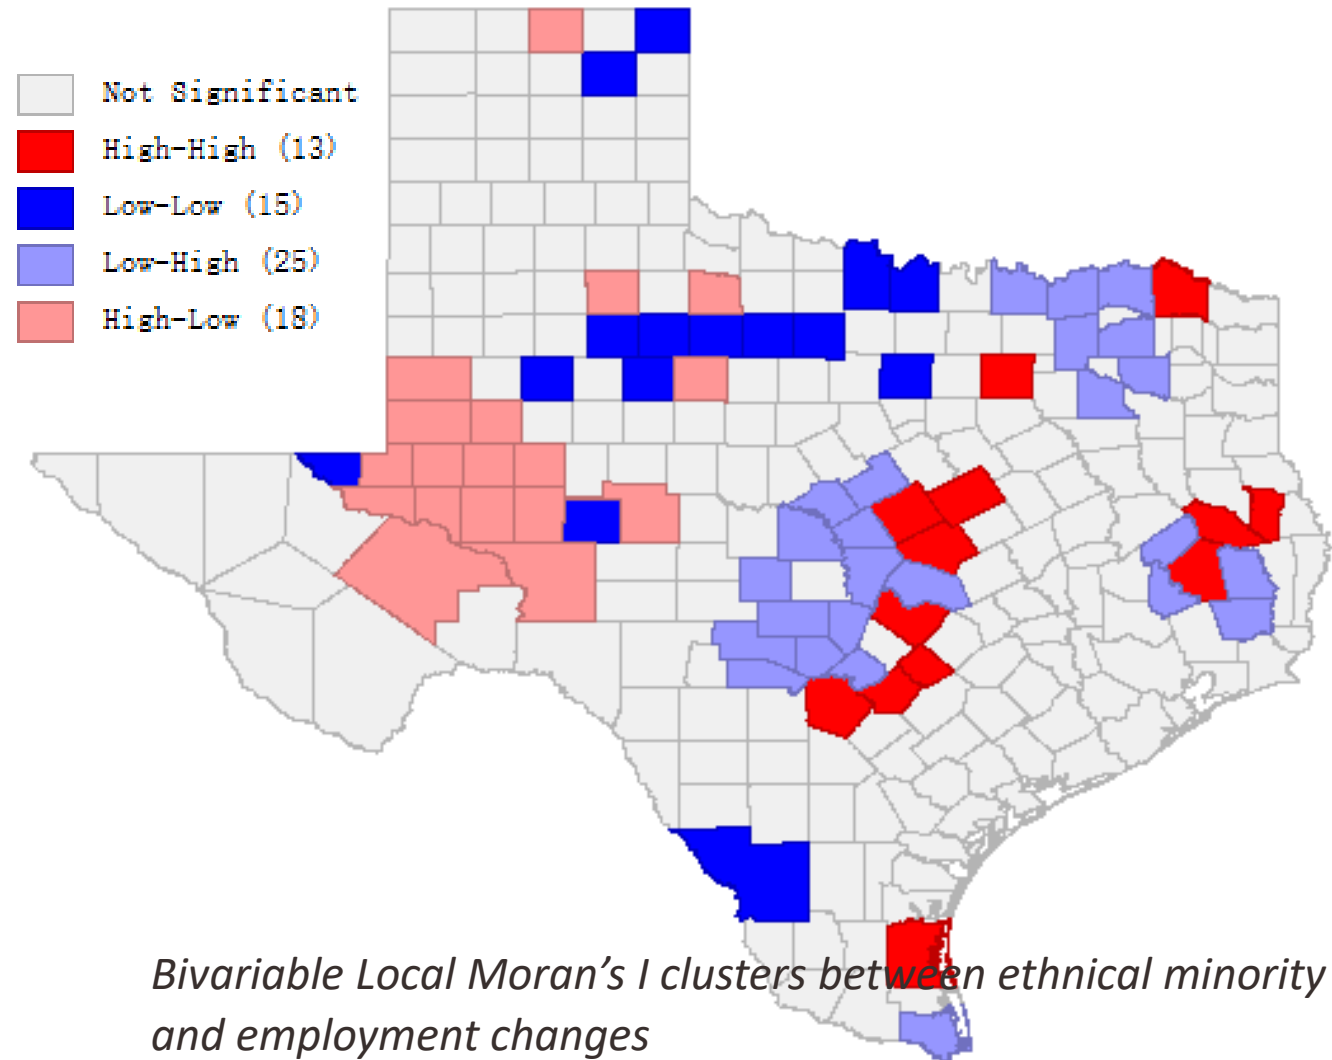 Not Significant
High-High (13)
Low-Low (15)
Low-High (25)
High-Low (18)
Bivariable Local Moran’s I clusters between ethnical minority
and employment changes